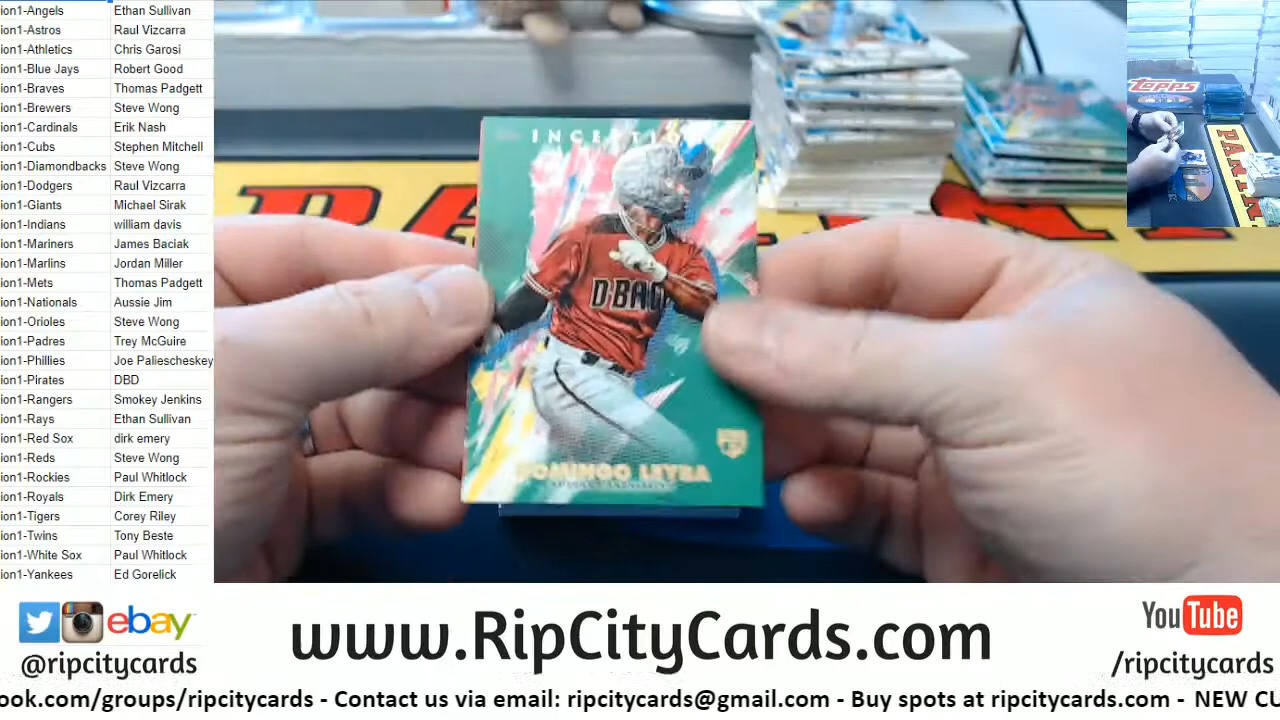 ion1-Angels Ethan Sullivan
ion1-Astros Raul Vizcarra
ion1-Athletics Chris Garosi
ion1-Blue Jays Robert Good
ion1-Braves Thomas Padgett
ion1-Brewers Steve Wong
ion1-Cardinals Erik Nash
ion1-Cubs Stephen Mitchell
ion1-Diamondbacks Steve Wong
ion1-Dodgers Raul Vizcarra
ion1-Giants Michael Sirak
ion1-Indians william davis
ion1-Mariners James Baciak
ion1-Marlins Jordan Miller
ion1-Mets Thomas Padgett
ion1-Nationals Aussie Jim
ion1-Orioles Steve Wong
ion1-Padres Trey McGuire
ion1-Phillies Joe Paliescheskey
ion1-Pirates DBD
ion1-Rangers Smokey Jenkins
ion1-Rays Ethan Sullivan
ion1-Red Sox dirk emery
ion1-Reds Steve Wong
ion1-Rockies Paul Whitlock
ion1-Royals Dirk Emery
ion1-Tigers Corey Riley
ion1-Twins Tony Beste
ion1-White Sox Paul Whitlock
ion1-Yankees Ed Gorelick
INCEPTION
DBAC
DOMINGO LEYBA
Topps
PANINI
ebay
@ripcitycards
www.RipCityCards.com
YouTube
/ripcitycards
ook.com/groups/ripcitycards - Contact us via email: ripcitycards@gmail.com - Buy spots at ripcitycards.com - NEW CU